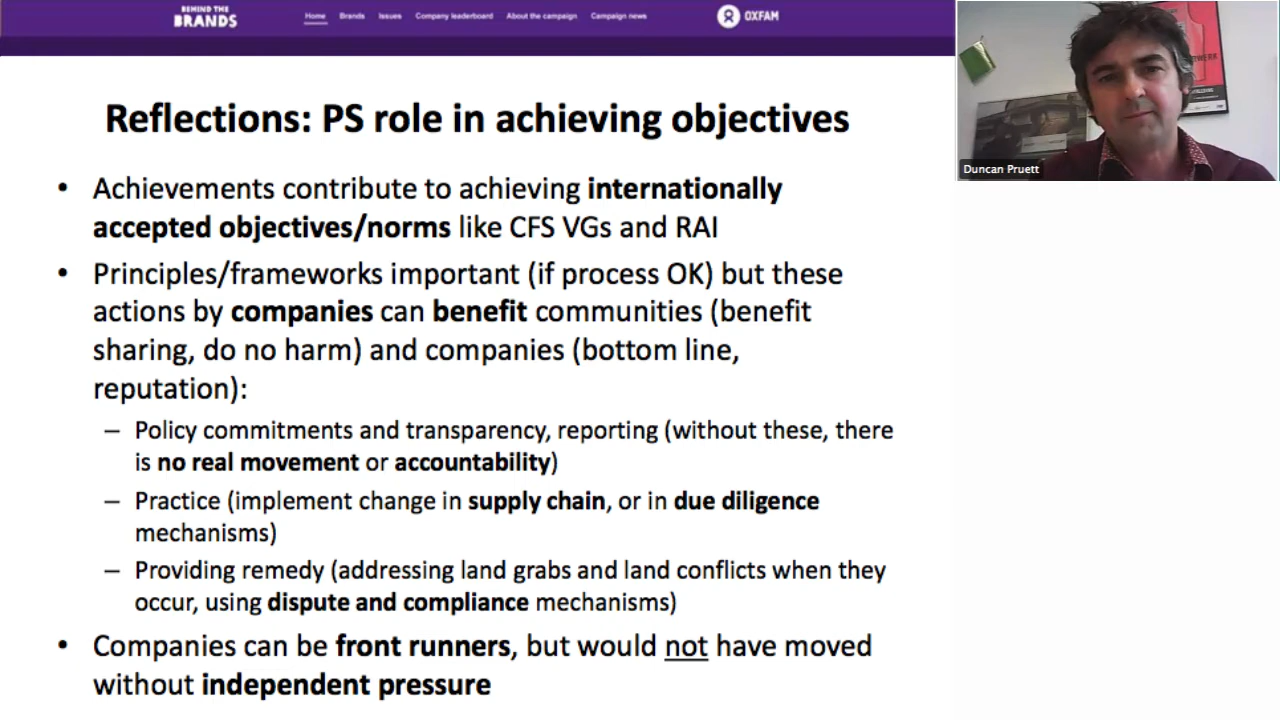 BEHIND THE
BRANDS
Home Brands Issues Company leaderboard About the campaign Campaign news
OXFAM
Reflections: PS role in achieving objectives
• Achievements contribute to achieving internationally
accepted objectives/norms like CFS VGs and RAI
• Principles/frameworks important (if process OK) but these
actions by companies can benefit communities (benefit
sharing, do no harm) and companies (bottom line,
reputation):
– Policy commitments and transparency, reporting (without these, there
is no real movement or accountability)
– Practice (implement change in supply chain, or in due diligence
mechanisms)
– Providing remedy (addressing land grabs and land conflicts when they
occur, using dispute and compliance mechanisms)
• Companies can be front runners, but would not have moved
without independent pressure
Duncan Pruett